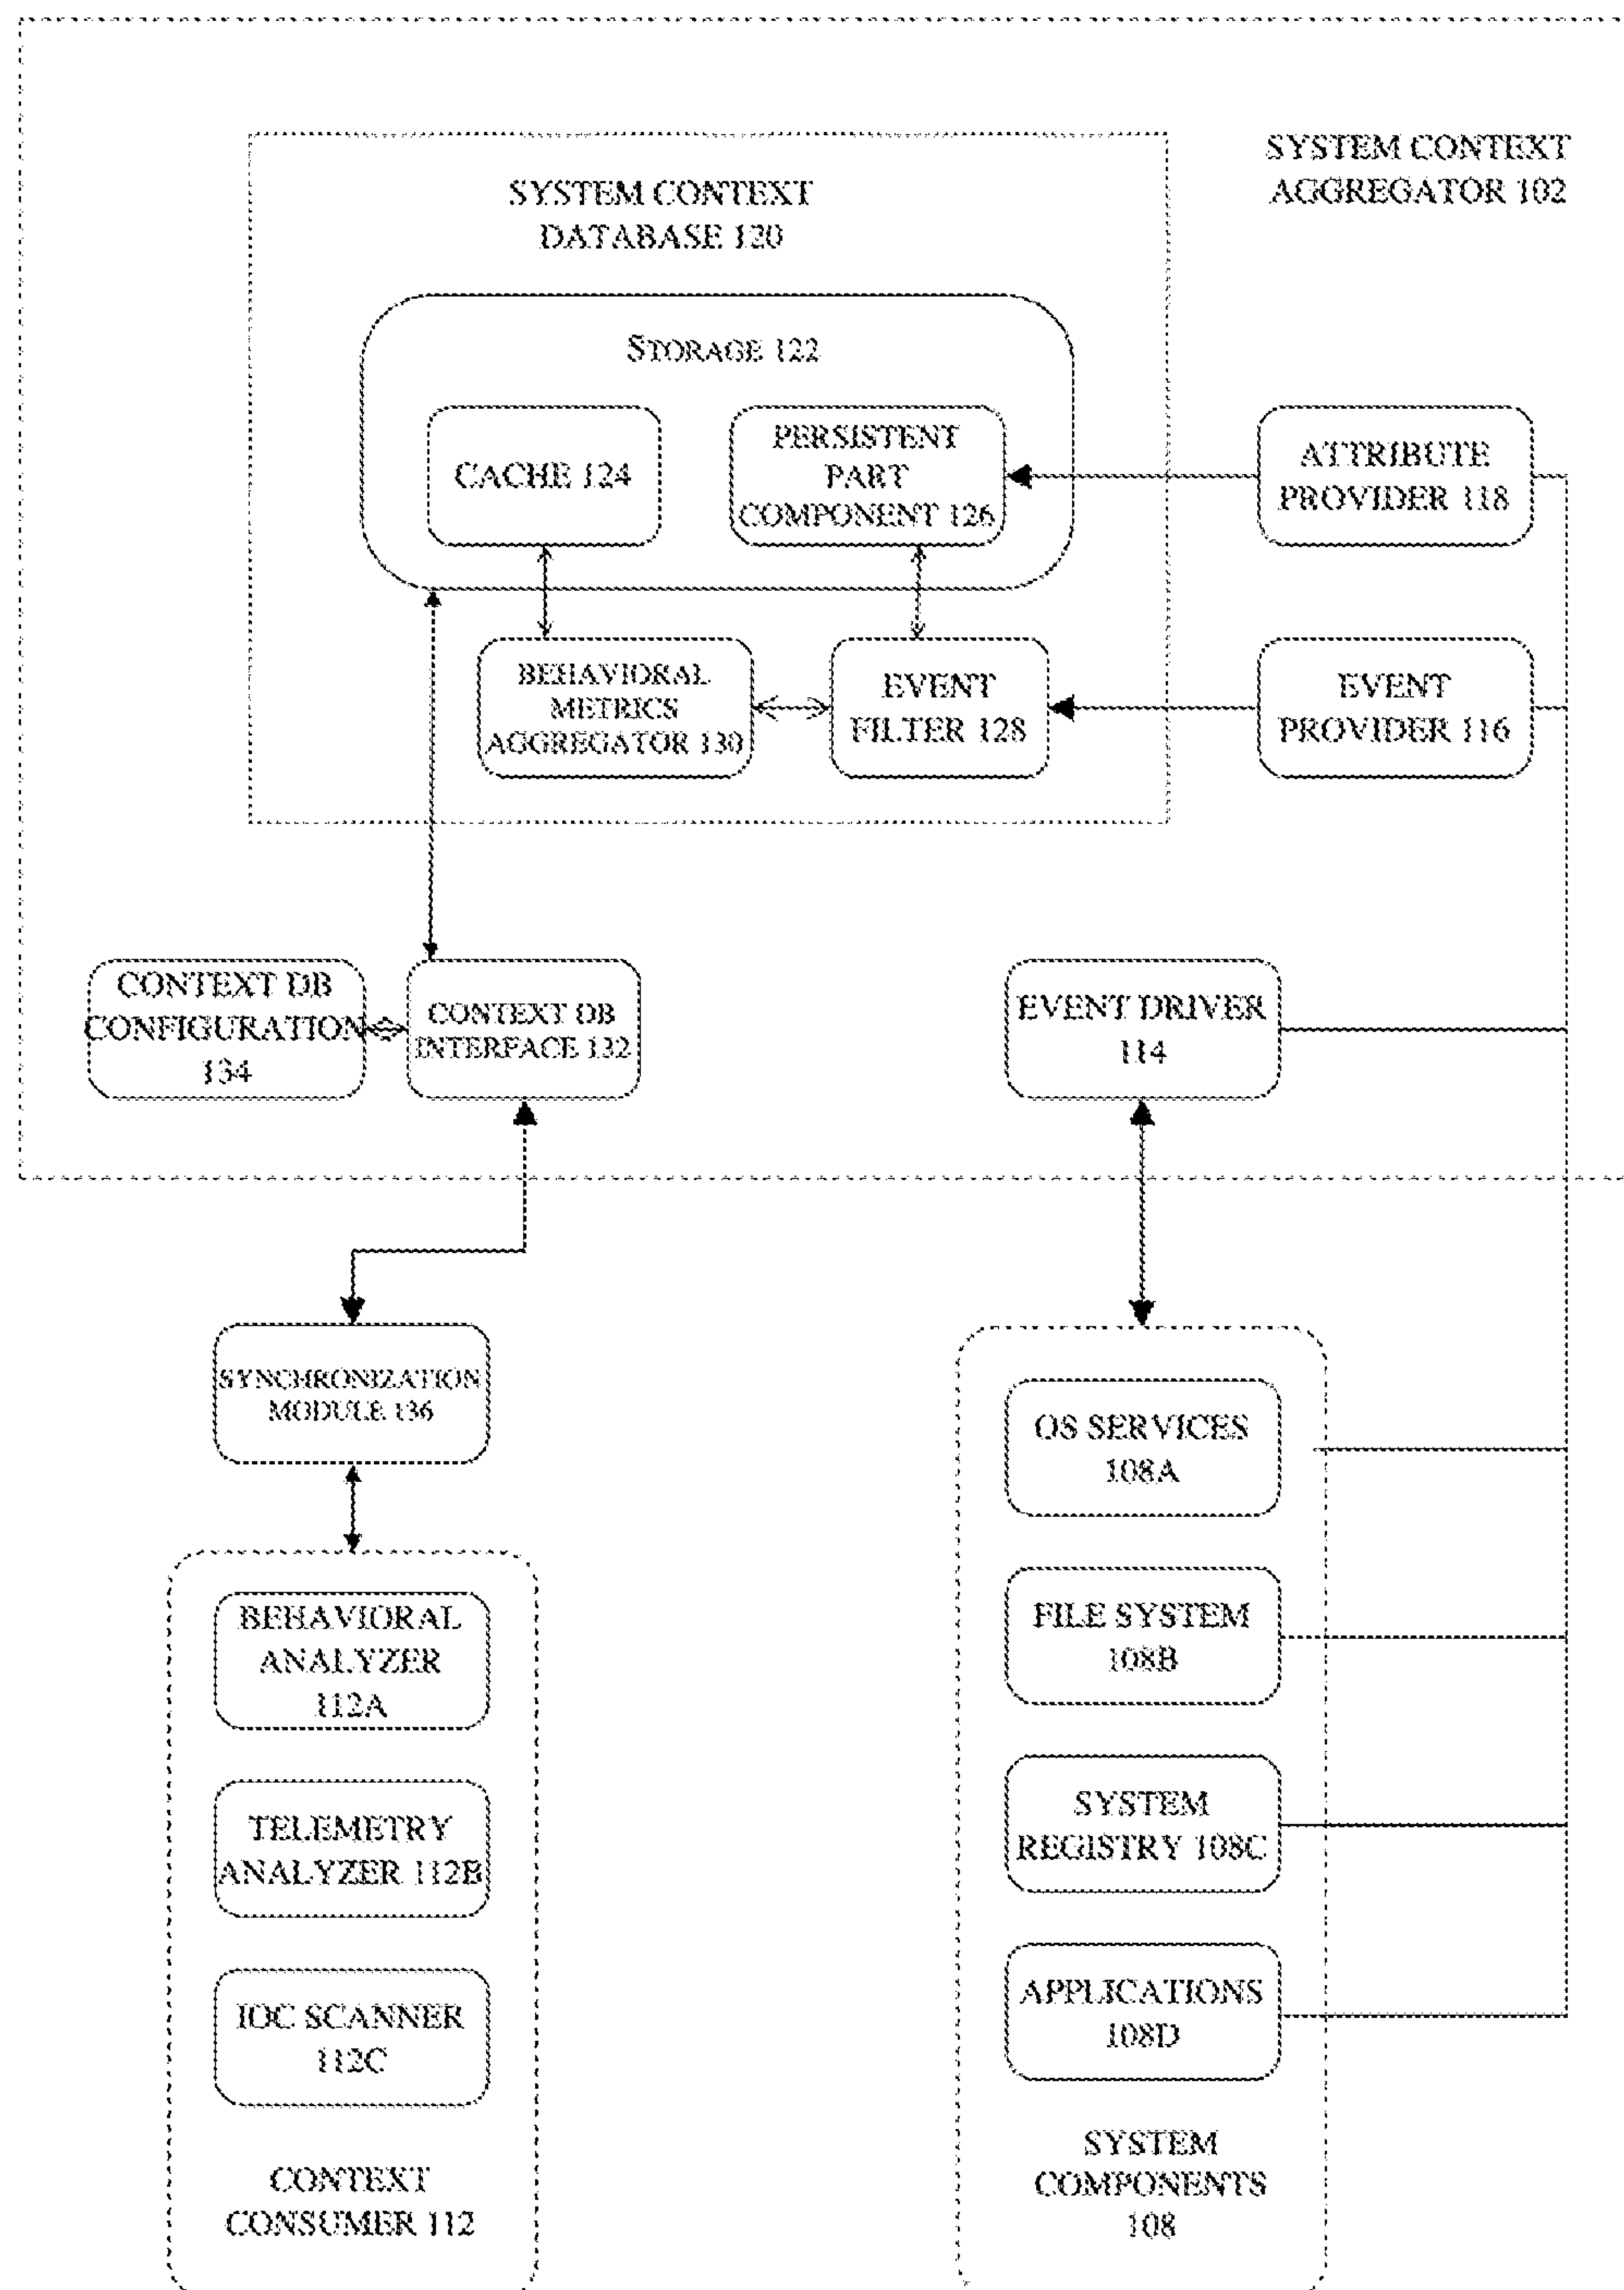 SYSTEM CONTEXT
AGGREGATOR 102
SYSTEM CONTEXT
DATABASE 120
STORAGE 122
CACHE 124
PERSISTENT
PART
COMPONENT 126
ATTRIBUTE
PROVIDER 118
BEHAVIORAL
METRICS
AGGREGATOR 130
EVENT
FILTER 128
EVENT
PROVIDER 116
CONTEXT DB
CONFIGURATION
134
CONTEXT DB
INTERFACE 132
EVENT DRIVER
114
SYNCHRONIZATION
MODULE 136
BEHAVIORAL
ANALYZER
112A
TELEMETRY
ANALYZER 112B
IOC SCANNER
112C
CONTEXT
CONSUMER 112
OS SERVICES
108A
FILE SYSTEM
108B
SYSTEM
REGISTRY 108C
APPLICATIONS
108D
SYSTEM
COMPONENTS
108